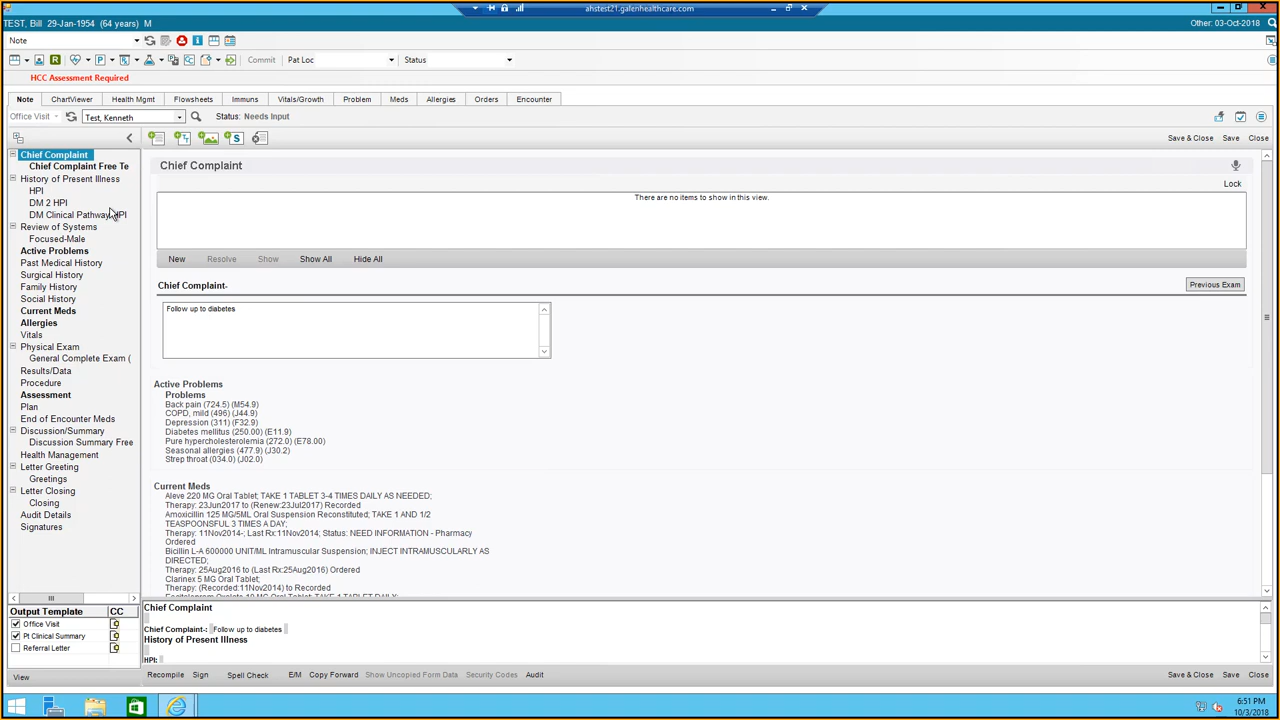 ahstest21.galenhealthcare.com
TEST, Bill 29-Jan-1954 (64 years) M
Other: 03-Oct-2018
Note
Commit
Pat Loc
Status
HCC Assessment Required
Note ChartViewer Health Mgmt Flowsheets Immuns Vitals/Growth Problem Meds Allergies Orders Encounter
Office Visit Test, Kenneth Status: Needs Input
Save & Close Save Close
Chief Complaint
Chief Complaint Free Te
History of Present Illness
HPI
DM 2 HPI
DM Clinical Pathway HPI
Review of Systems
Focused-Male
Active Problems
Past Medical History
Surgical History
Family History
Social History
Current Meds
Allergies
Vitals
Physical Exam
General Complete Exam (
Results/Data
Procedure
Assessment
Plan
End of Encounter Meds
Discussion/Summary
Discussion Summary Free
Health Management
Letter Greeting
Greetings
Letter Closing
Closing
Audit Details
Signatures
Output Template CC
Office Visit
Pt Clinical Summary
Referral Letter
View
Chief Complaint
Lock
There are no items to show in this view.
New Resolve Show Show All Hide All
Chief Complaint-
Previous Exam
Follow up to diabetes
Active Problems
Problems
Back pain (724.5) (M54.9)
COPD, mild (496) (J44.9)
Depression (311) (F32.9)
Diabetes mellitus (250.00) (E11.9)
Pure hypercholesterolemia (272.0) (E78.00)
Seasonal allergies (477.9) (J30.2)
Strep throat (034.0) (J02.0)
Current Meds
Aleve 220 MG Oral Tablet; TAKE 1 TABLET 3-4 TIMES DAILY AS NEEDED;
Therapy: 23Jun2017 to (Renew:23Jul2017) Recorded
Amoxicillin 125 MG/5ML Oral Suspension Reconstituted; TAKE 1 AND 1/2
TEASPOONSFUL 3 TIMES A DAY;
Therapy: 11Nov2014-; Last Rx:11Nov2014; Status: NEED INFORMATION - Pharmacy
Ordered
Bicillin L-A 600000 UNIT/ML Intramuscular Suspension; INJECT INTRAMUSCULARLY AS
DIRECTED;
Therapy: 25Aug2016 to (Last Rx:25Aug2016) Ordered
Clarinex 5 MG Oral Tablet;
Therapy: (Recorded:11Nov2014) to Recorded
Escitalopram Oxalate 10 MG Oral Tablet; TAKE 1 TABLET DAILY;
Chief Complaint
Chief Complaint-: Follow up to diabetes
History of Present Illness
HPI:
Recompile Sign Spell Check E/M Copy Forward Show Uncopied Form Data Security Codes Audit
Save & Close Save Close
6:51 PM
10/3/2018